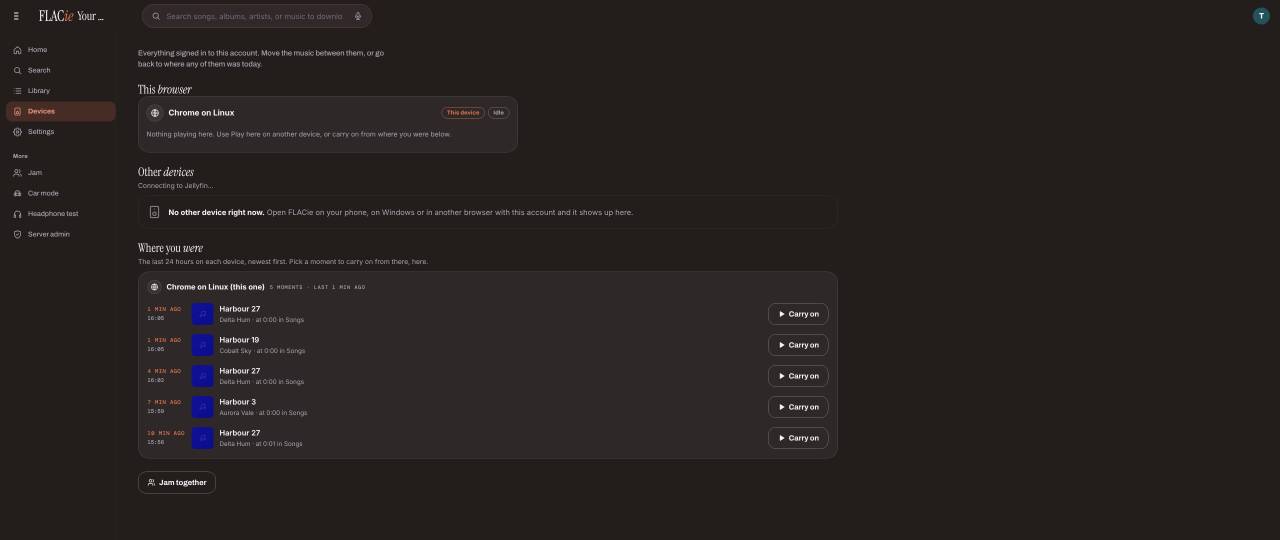 FLACie Your ...
Search songs, albums, artists, or music to downlo
T
Home
Search
Library
Devices
Settings
More
Jam
Car mode
Headphone test
Server admin
Everything signed in to this account. Move the music between them, or go
back to where any of them was today.
This browser
Chrome on Linux
This device
Idle
Nothing playing here. Use Play here on another device, or carry on from where you were below.
Other devices
Connecting to Jellyfin...
No other device right now. Open FLACie on your phone, on Windows or in another browser with this account and it shows up here.
Where you were
The last 24 hours on each device, newest first. Pick a moment to carry on from there, here.
Chrome on Linux (this one) 5 MOMENTS · LAST 1 MIN AGO
1 MIN AGO
16:05
Harbour 27
Delta Hum · at 0:00 in Songs
Carry on
1 MIN AGO
16:05
Harbour 19
Cobalt Sky · at 0:00 in Songs
Carry on
4 MIN AGO
16:02
Harbour 27
Delta Hum · at 0:00 in Songs
Carry on
7 MIN AGO
15:59
Harbour 3
Aurora Vale · at 0:00 in Songs
Carry on
10 MIN AGO
15:56
Harbour 27
Delta Hum · at 0:01 in Songs
Carry on
Jam together